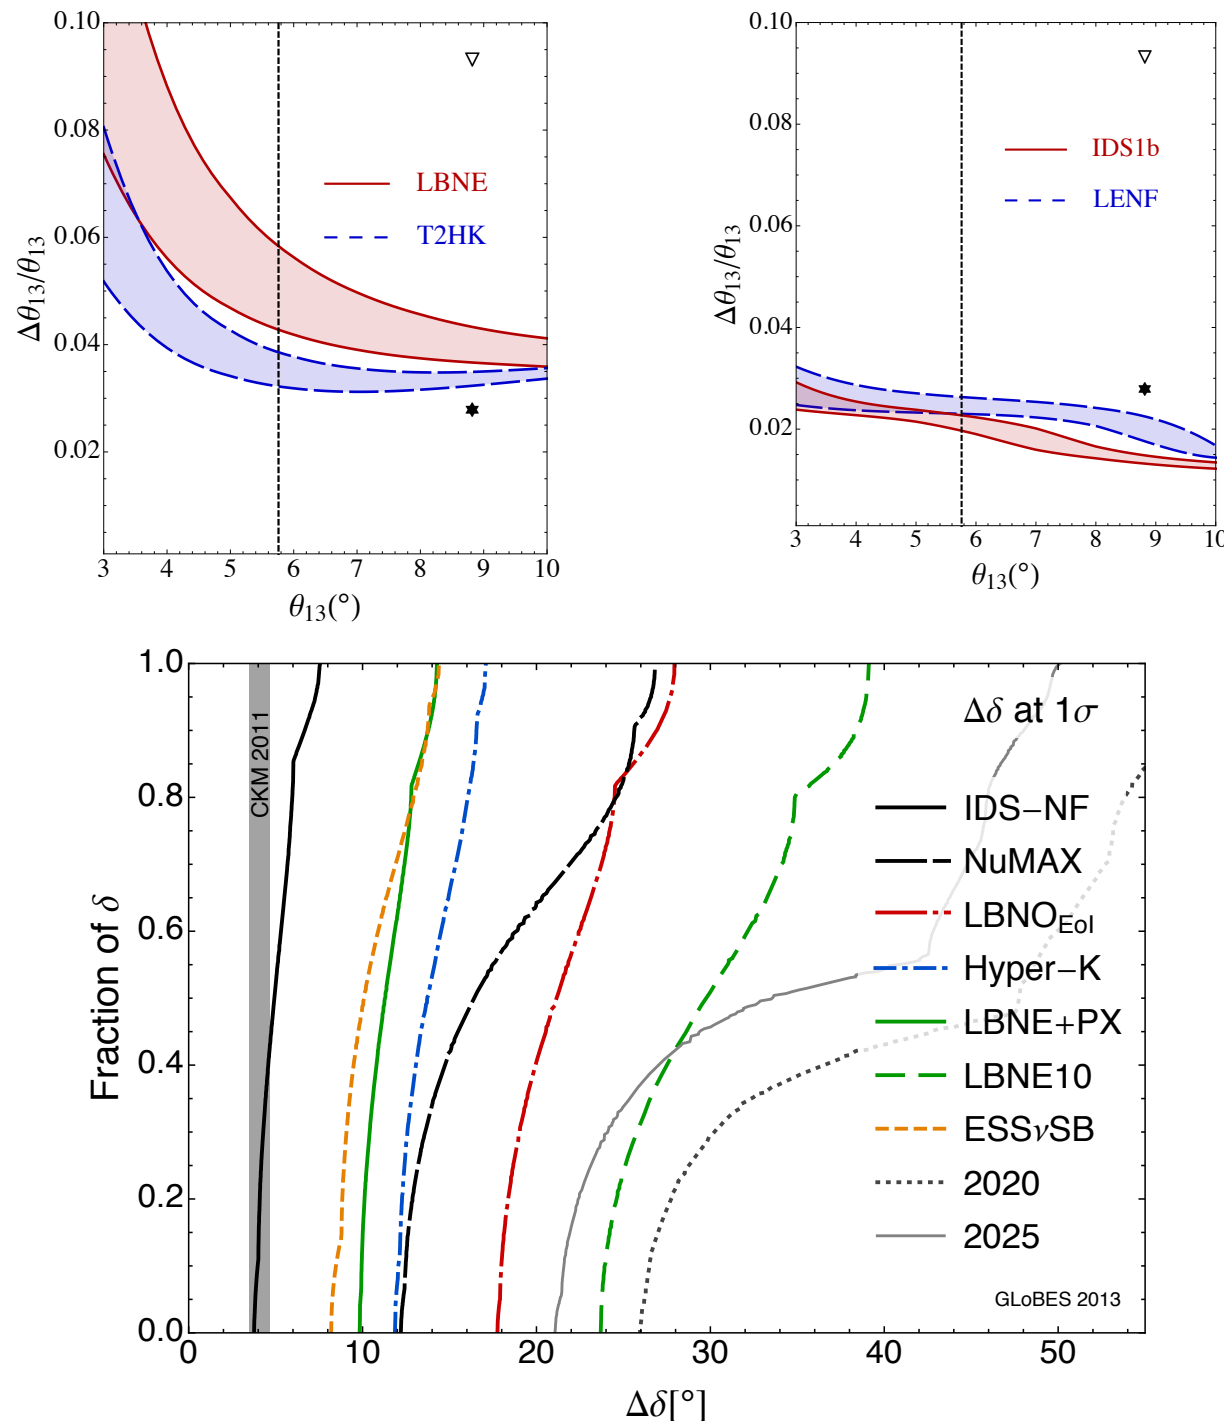 0.10
0.08
0.06
0.04
0.02
Δθ13/θ13
LBNE
T2HK
3 4 5 6 7 8 9 10
θ13(°)
0.10
0.08
0.06
0.04
0.02
Δθ13/θ13
IDS1b
LENF
3 4 5 6 7 8 9 10
θ13(°)
1.0
0.8
0.6
0.4
0.2
0.0
Fraction of δ
CKM 2011
Δδ at 1σ
IDS−NF
NuMAX
LBNO_EoI
Hyper−K
LBNE+PX
LBNE10
ESSνSB
2020
2025
GLoBES 2013
0 10 20 30 40 50
Δδ[°]